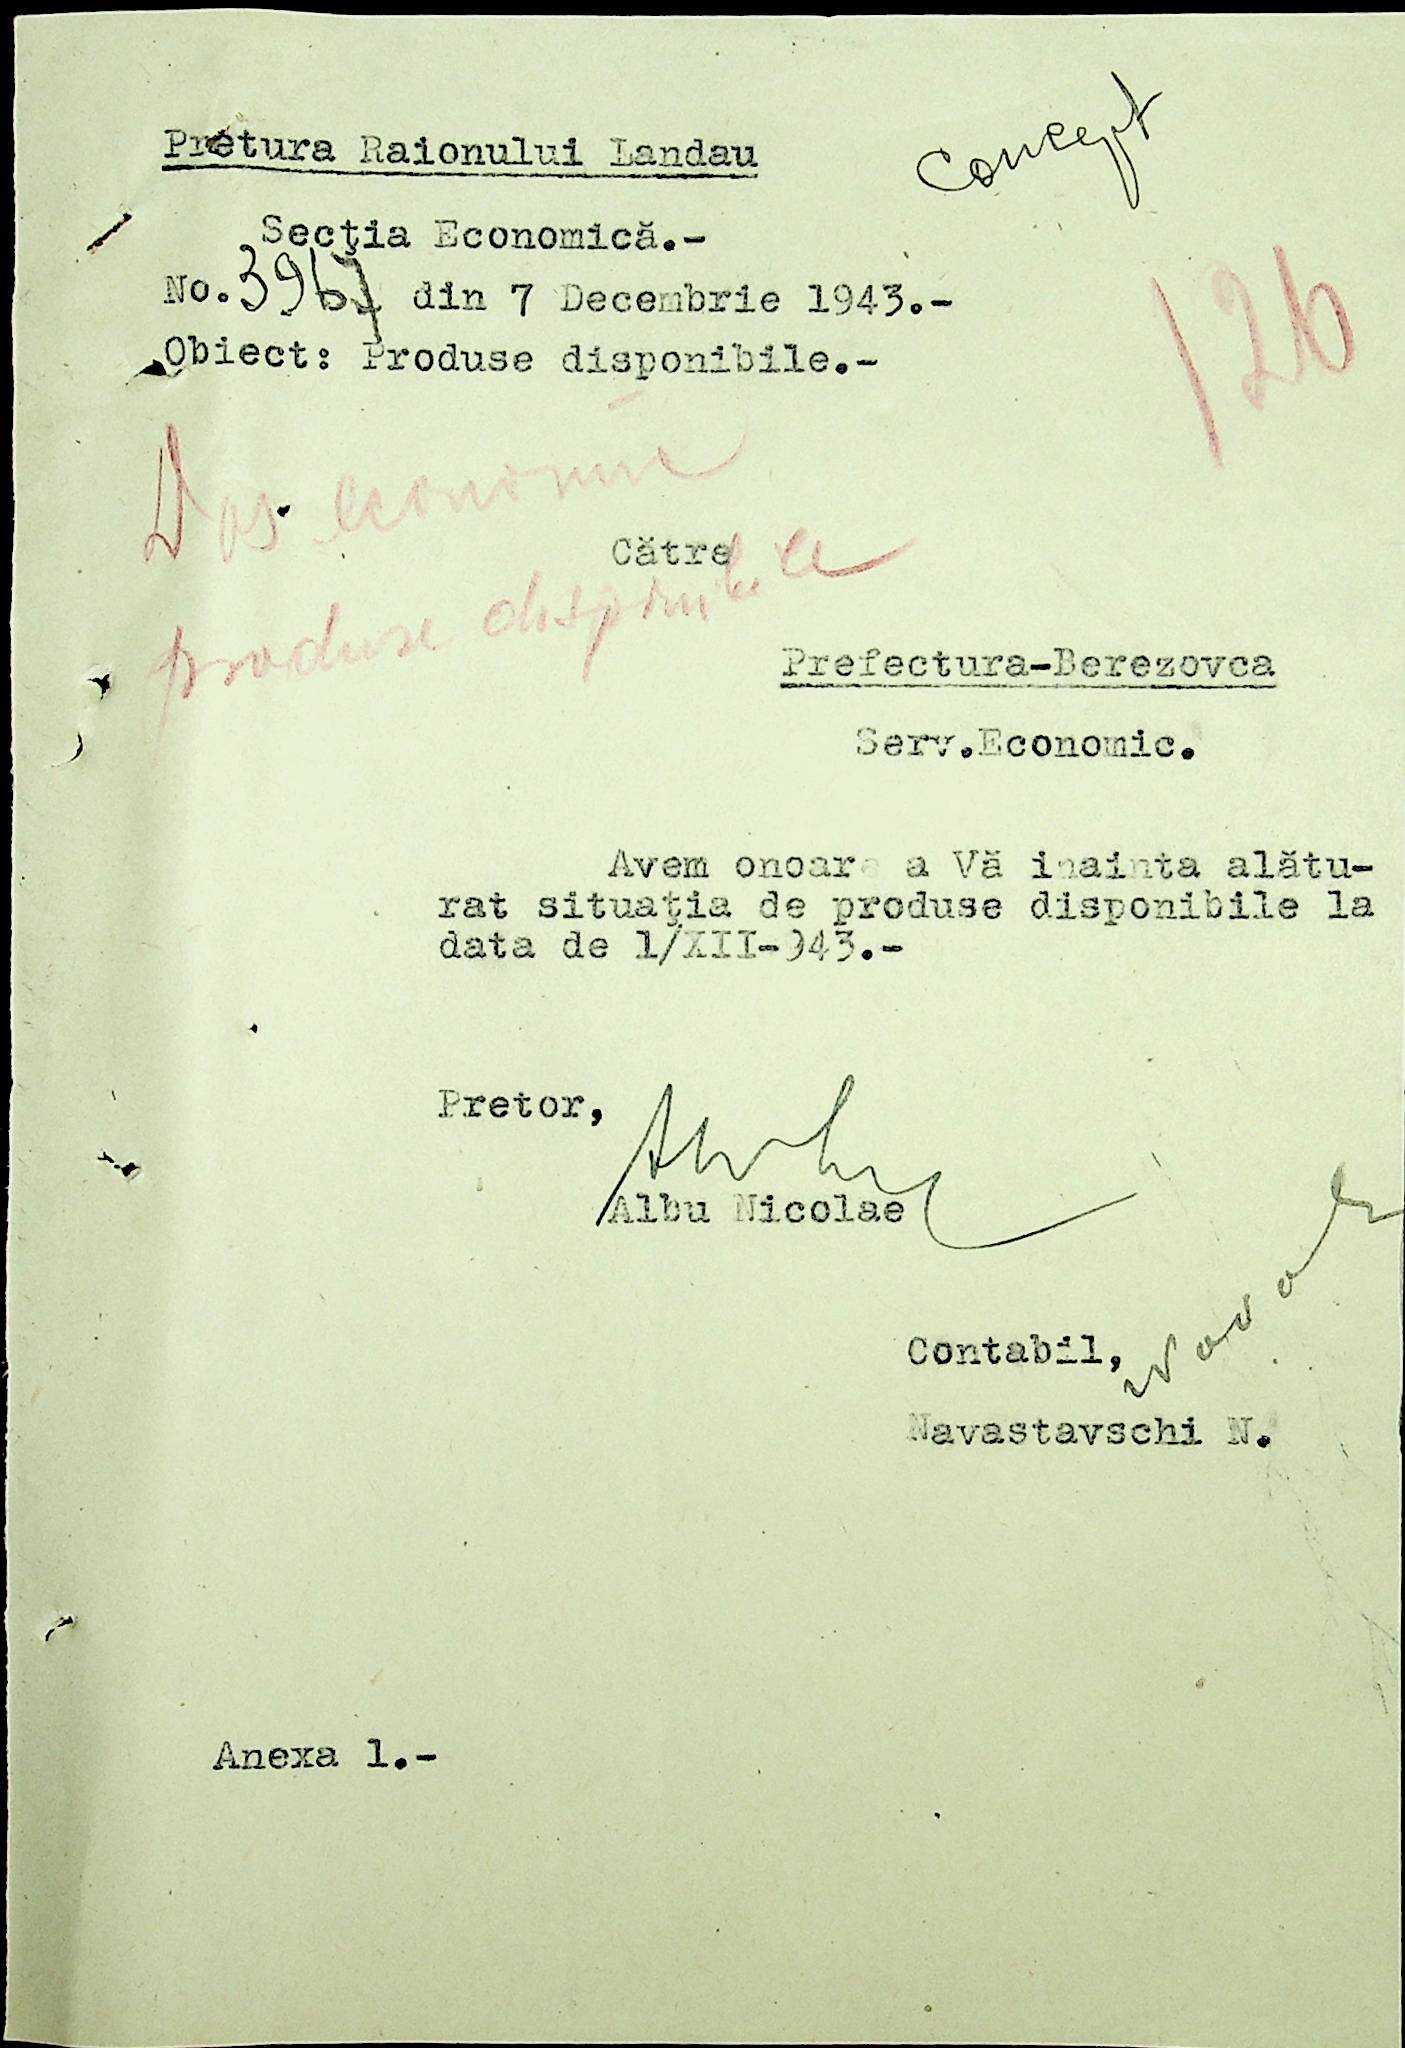 concept
Pretura Raionului Landau
Secţia Economică.-
No. 3967 din 7 Decembrie 1943.-
Obiect: Produse disponibile.-
126
Dos. economic
produse disponibile
Către
Prefectura-Berezovca
Serv.Economic.
Avem onoare a Vă inainta alătu-
rat situaţia de produse disponibile la
data de 1/XII-943.-
Pretor,
Albu Nicolae
Contabil,
Navastavschi N.
Anexa 1.-